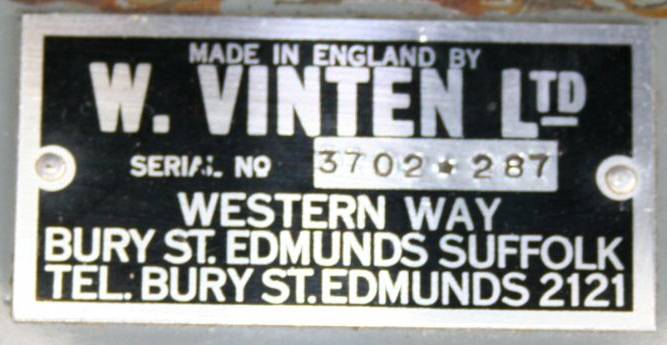 MADE IN ENGLAND BY
W. VINTEN LTD
SERIAL NO 3702★287
WESTERN WAY
BURY ST. EDMUNDS SUFFOLK
TEL. BURY ST. EDMUNDS 2121